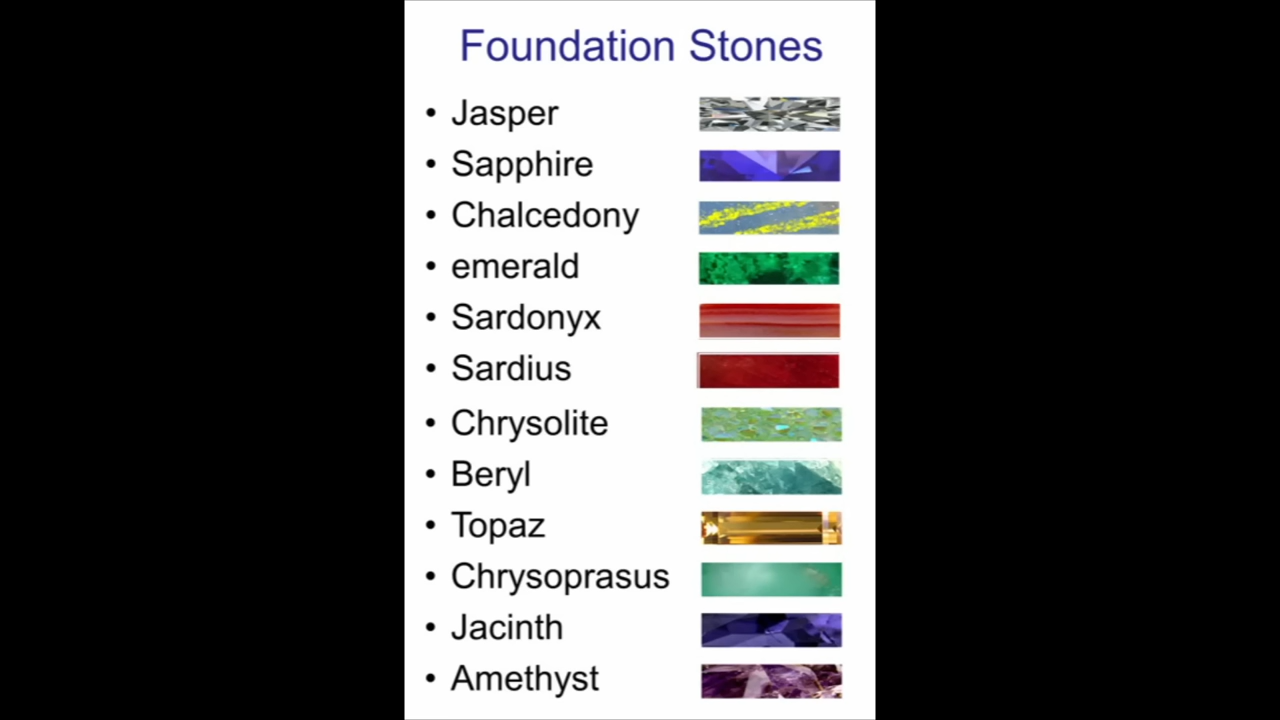 Foundation Stones
• Jasper
• Sapphire
• Chalcedony
• emerald
• Sardonyx
• Sardius
• Chrysolite
• Beryl
• Topaz
• Chrysoprasus
• Jacinth
• Amethyst